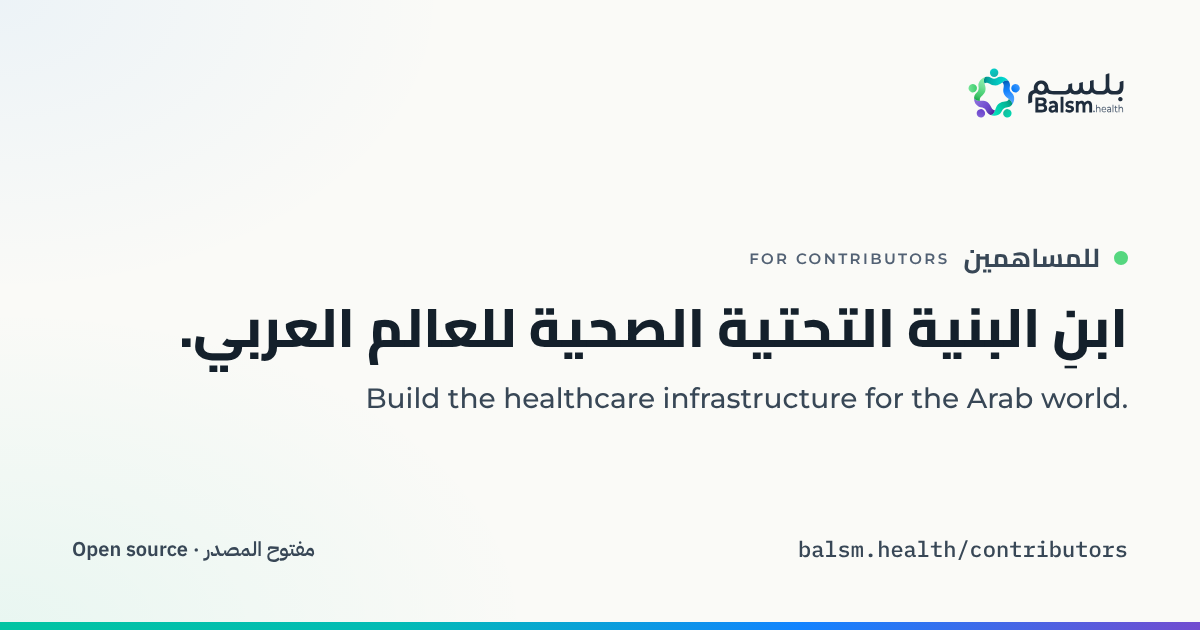 بلسم
Balsm.health
للمساهمين FOR CONTRIBUTORS
ابنِ البنية التحتية الصحية للعالم العربي.
Build the healthcare infrastructure for the Arab world.
Open source · مفتوح المصدر
balsm.health/contributors